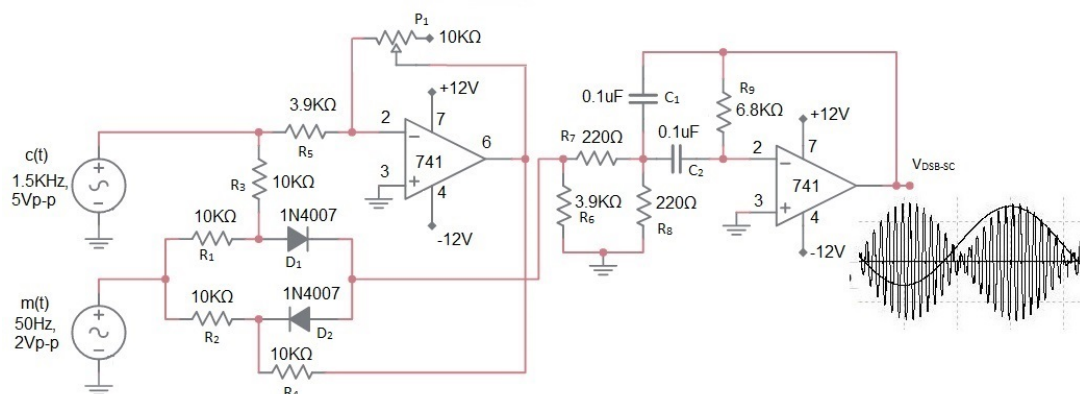 P1
10KΩ
+12V
3.9KΩ
2
7
6
R5
741
3
4
-12V
c(t)
1.5KHz,
5Vp-p
R3
10KΩ
10KΩ
R1
1N4007
D1
m(t)
50Hz,
2Vp-p
10KΩ
R2
1N4007
D2
10KΩ
0.1uF
C1
R9
6.8KΩ
+12V
R7
220Ω
0.1uF
C2
2
7
741
3
4
-12V
VDSB-SC
3.9KΩ
R6
220Ω
R8